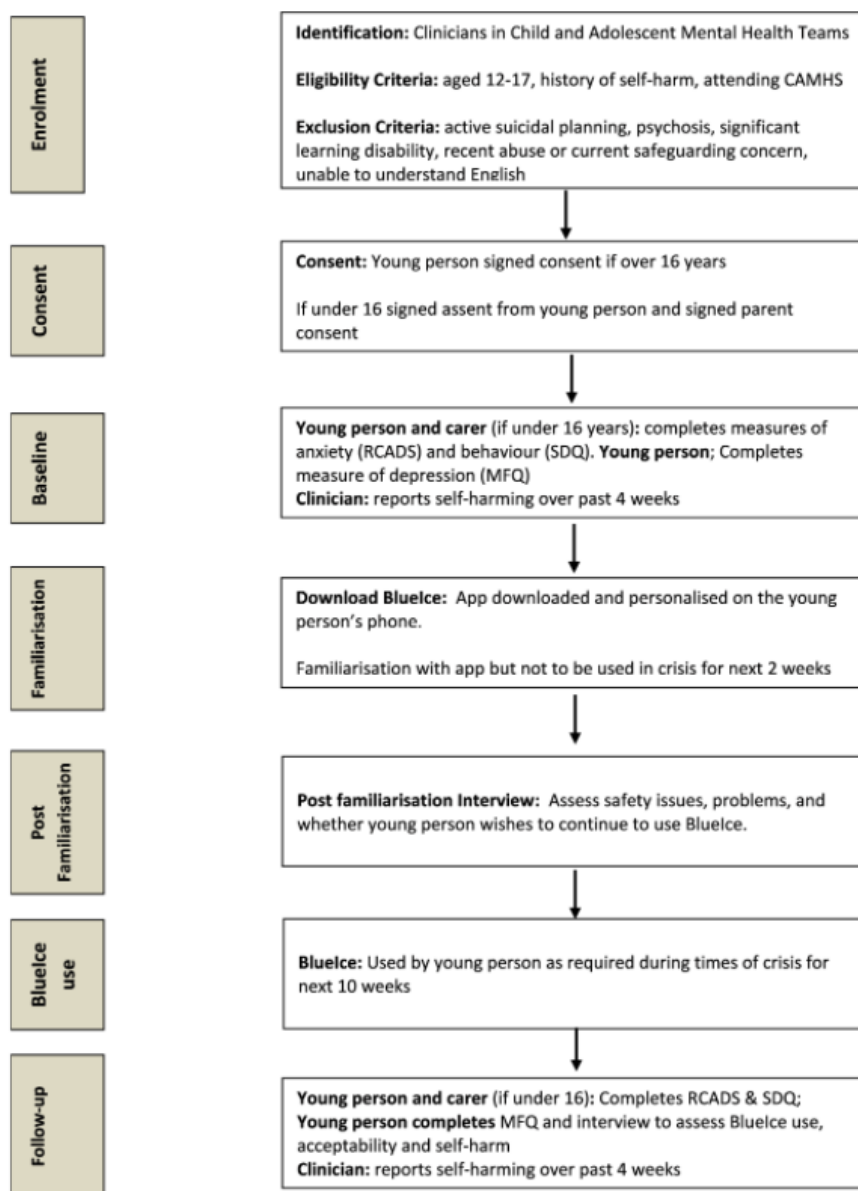 Enrolment
Identification: Clinicians in Child and Adolescent Mental Health Teams
Eligibility Criteria: aged 12-17, history of self-harm, attending CAMHS
Exclusion Criteria: active suicidal planning, psychosis, significant
learning disability, recent abuse or current safeguarding concern,
unable to understand English
Consent
Consent: Young person signed consent if over 16 years
If under 16 signed assent from young person and signed parent
consent
Baseline
Young person and carer (if under 16 years): completes measures of
anxiety (RCADS) and behaviour (SDQ). Young person; Completes
measure of depression (MFQ)
Clinician: reports self-harming over past 4 weeks
Familiarisation
Download BlueIce: App downloaded and personalised on the young
person's phone.
Familiarisation with app but not to be used in crisis for next 2 weeks
Post
Familiarisation
Post familiarisation Interview: Assess safety issues, problems, and
whether young person wishes to continue to use BlueIce.
BlueIce
use
BlueIce: Used by young person as required during times of crisis for
next 10 weeks
Follow-up
Young person and carer (if under 16): Completes RCADS & SDQ;
Young person completes MFQ and interview to assess BlueIce use,
acceptability and self-harm
Clinician: reports self-harming over past 4 weeks